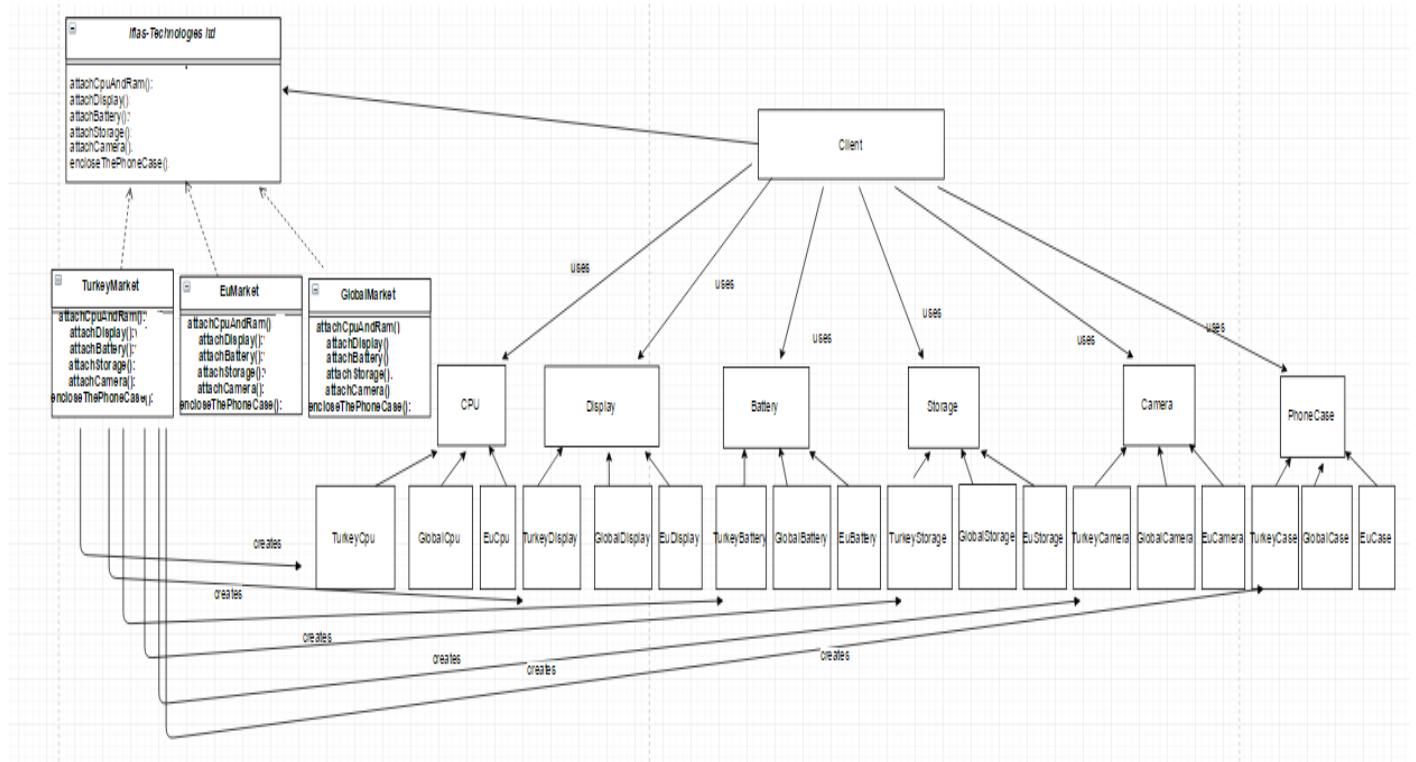 Iflas-Technologies ltd
attachCpuAndRam():
attachDisplay()
attachBattery():
attachStorage()
attachCamera().
encloseThePhoneCase()
Client
TurkeyMarket
attachCpuAndRam():
attachDisplay():
attachBattery():
attachStorage():
attachCamera():
encloseThePhoneCase():
EuMarket
attachCpuAndRam()
attachDisplay():
attachBattery():
attachStorage():
attachCamera():
encloseThePhoneCase():
GlobalMarket
attachCpuAndRam()
attachDisplay()
attachBattery()
attachStorage().
attachCamera()
encloseThePhoneCase():
uses
uses
uses
uses
uses
uses
CPU
Display
Battery
Storage
Camera
PhoneCase
TurkeyCpu
GlobalCpu
EuCpu
TurkeyDisplay
GlobalDisplay
EuDisplay
TurkeyBattery
GlobalBattery
EuBattery
TurkeyStorage
GlobalStorage
EuStorage
TurkeyCamera
GlobalCamera
EuCamera
TurkeyCase
GlobalCase
EuCase
creates
creates
creates
creates
creates
creates